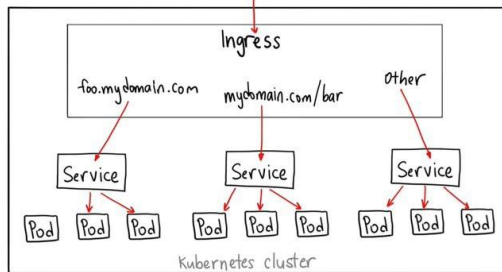 Ingress
foo.mydomain.com
mydomain.com/bar
Other
Service
Service
Service
Pod
Pod
Pod
Pod
Pod
Pod
Pod
Pod
Pod
Kubernetes cluster